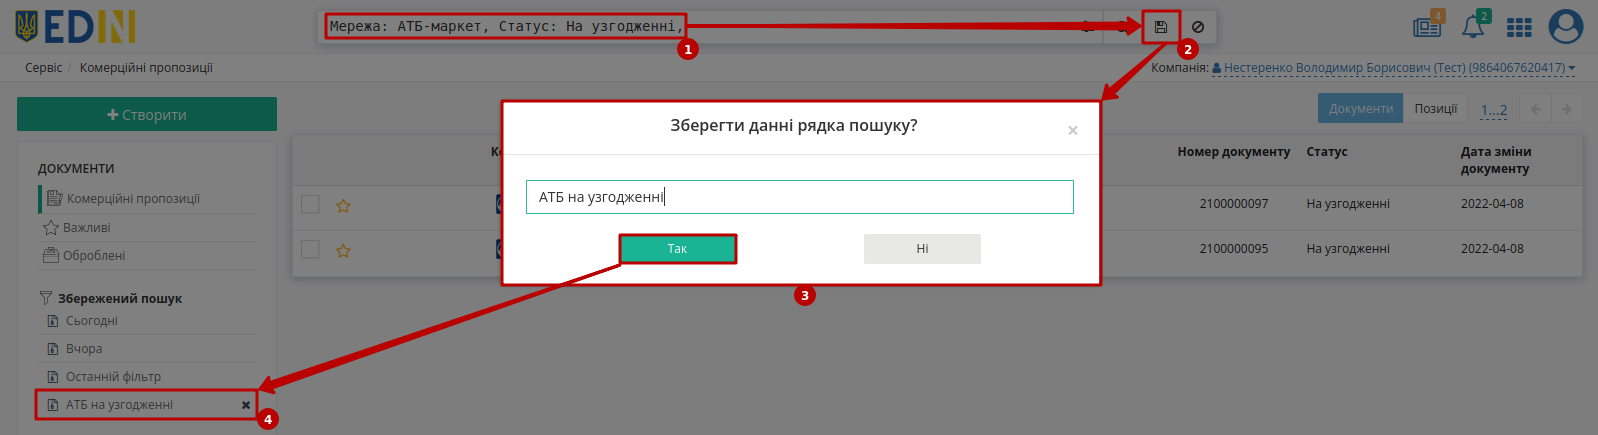 EDIN
Мережа: АТБ-маркет, Статус: На узгодженні,
4
2
1
2
Сервіс / Комерційні пропозиції
Компанія: Нестеренко Володимир Борисович (Тест) (9864067620417)
Створити
Документи
Позиції
1...2
Зберегти данні рядка пошуку?
×
АТБ на узгодженні
Так
Ні
3
ДОКУМЕНТИ
Комерційні пропозиції
Важливі
Оброблені
Збережений пошук
Сьогодні
Вчора
Останній фільтр
АТБ на узгодженні
4
Номер документу
Статус
Дата зміни
документу
2100000097
На узгодженні
2022-04-08
2100000095
На узгодженні
2022-04-08